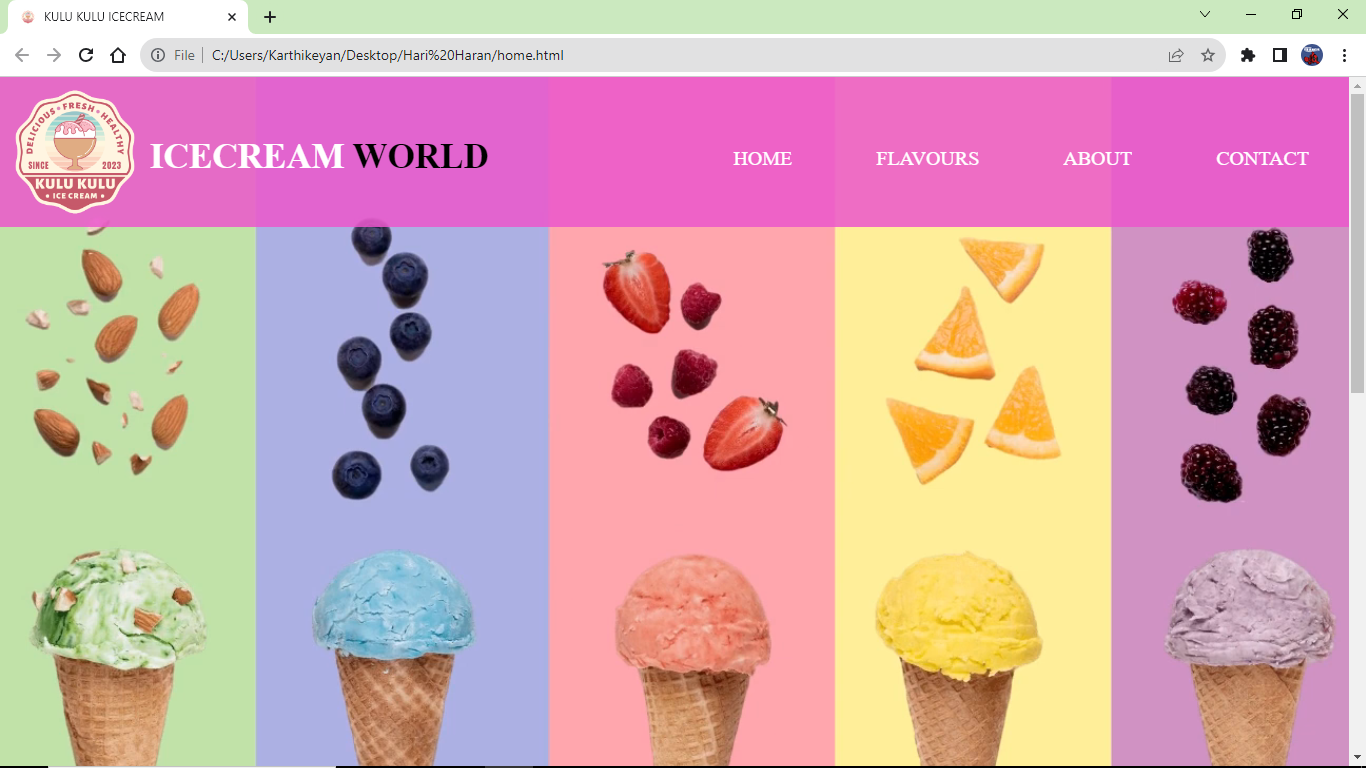 KULU KULU ICECREAM
File
C:/Users/Karthikeyan/Desktop/Hari%20Haran/home.html
DELICIOUS • FRESH • HEALTHY
SINCE 2023
KULU KULU
• ICE CREAM •
ICECREAM WORLD
HOME FLAVOURS ABOUT CONTACT